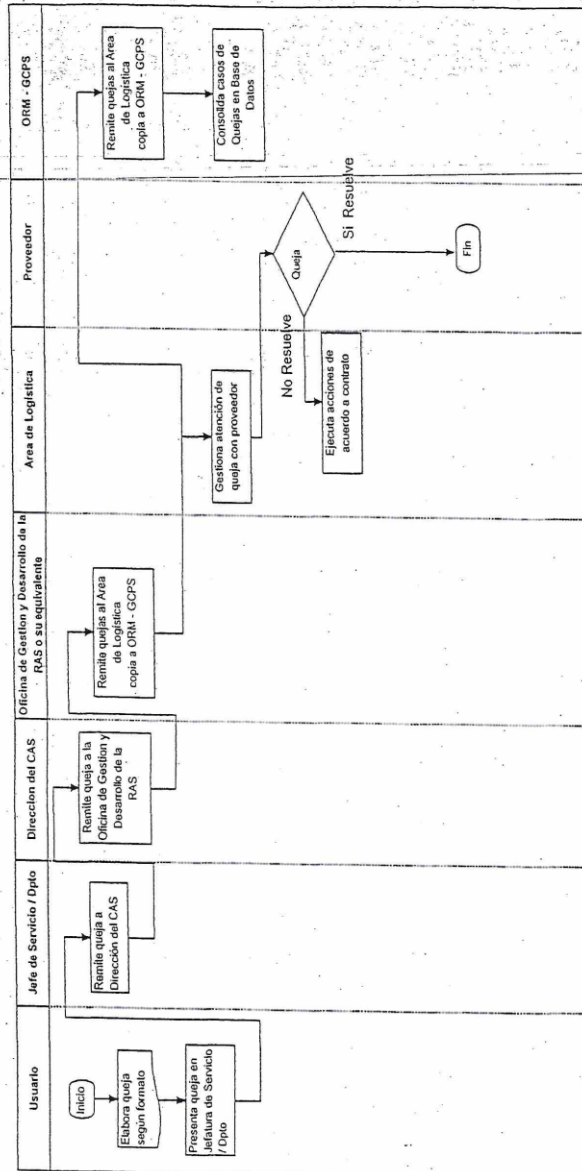 Usuario
Inicio
Elabora queja
según formato
Presenta queja en
Jefatura de Servicio
/ Dpto
Jefe de Servicio / Dpto
Remite queja a
Dirección del CAS
Direccion del CAS
Remite queja a la
Oficina de Gestion y
Desarrollo de la
RAS
Oficina de Gestion y Desarrollo de la
RAS o su equivalente
Remite quejas al Area
de Logística
copia a ORM - GCPS
Area de Logística
Gestiona atención de
queja con proveedor
No Resuelve
Ejecuta acciones de
acuerdo a contrato
Proveedor
Queja
Si Resuelve
Fin
ORM - GCPS
Remite quejas al Area
de Logística
copia a ORM - GCPS
Consolida casos de
Quejas en Base de
Datos